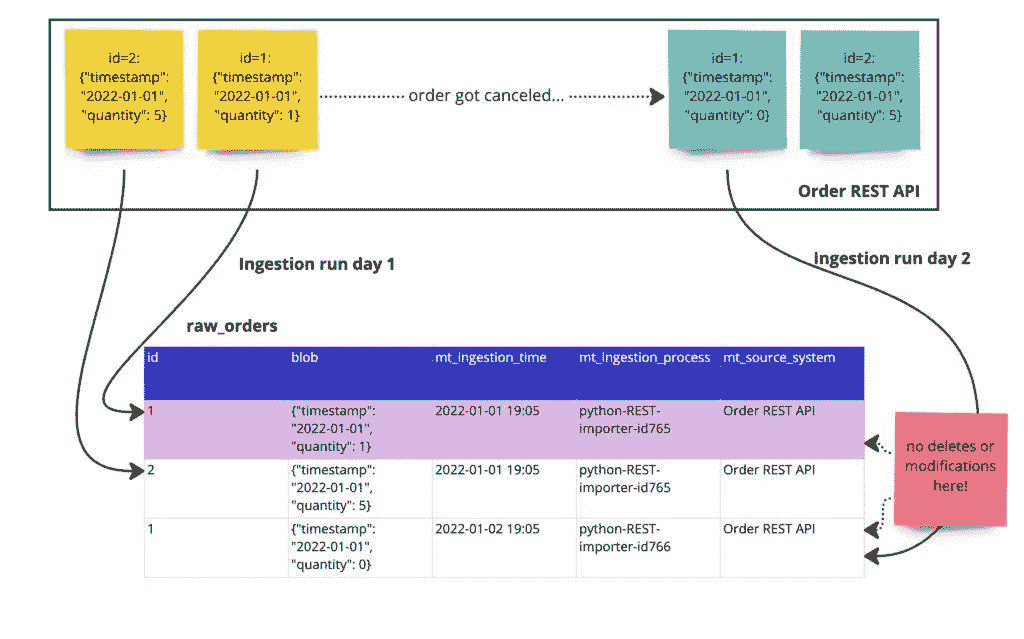 id=2:
{"timestamp":
"2022-01-01",
"quantity": 5}
id=1:
{"timestamp":
"2022-01-01",
"quantity": 1}
order got canceled...
id=1:
{"timestamp":
"2022-01-01",
"quantity": 0}
id=2:
{"timestamp":
"2022-01-01",
"quantity": 5}
Order REST API
Ingestion run day 1
Ingestion run day 2
raw_orders
id blob mt_ingestion_time mt_ingestion_process mt_source_system
1 {"timestamp": 2022-01-01 19:05 python-REST- Order REST API
"2022-01-01", importer-id765
"quantity": 1}
2 {"timestamp": 2022-01-01 19:05 python-REST- Order REST API
"2022-01-01", importer-id765
"quantity": 5}
1 {"timestamp": 2022-01-02 19:05 python-REST- Order REST API
"2022-01-01", importer-id766
"quantity": 0}
no deletes or
modifications
here!